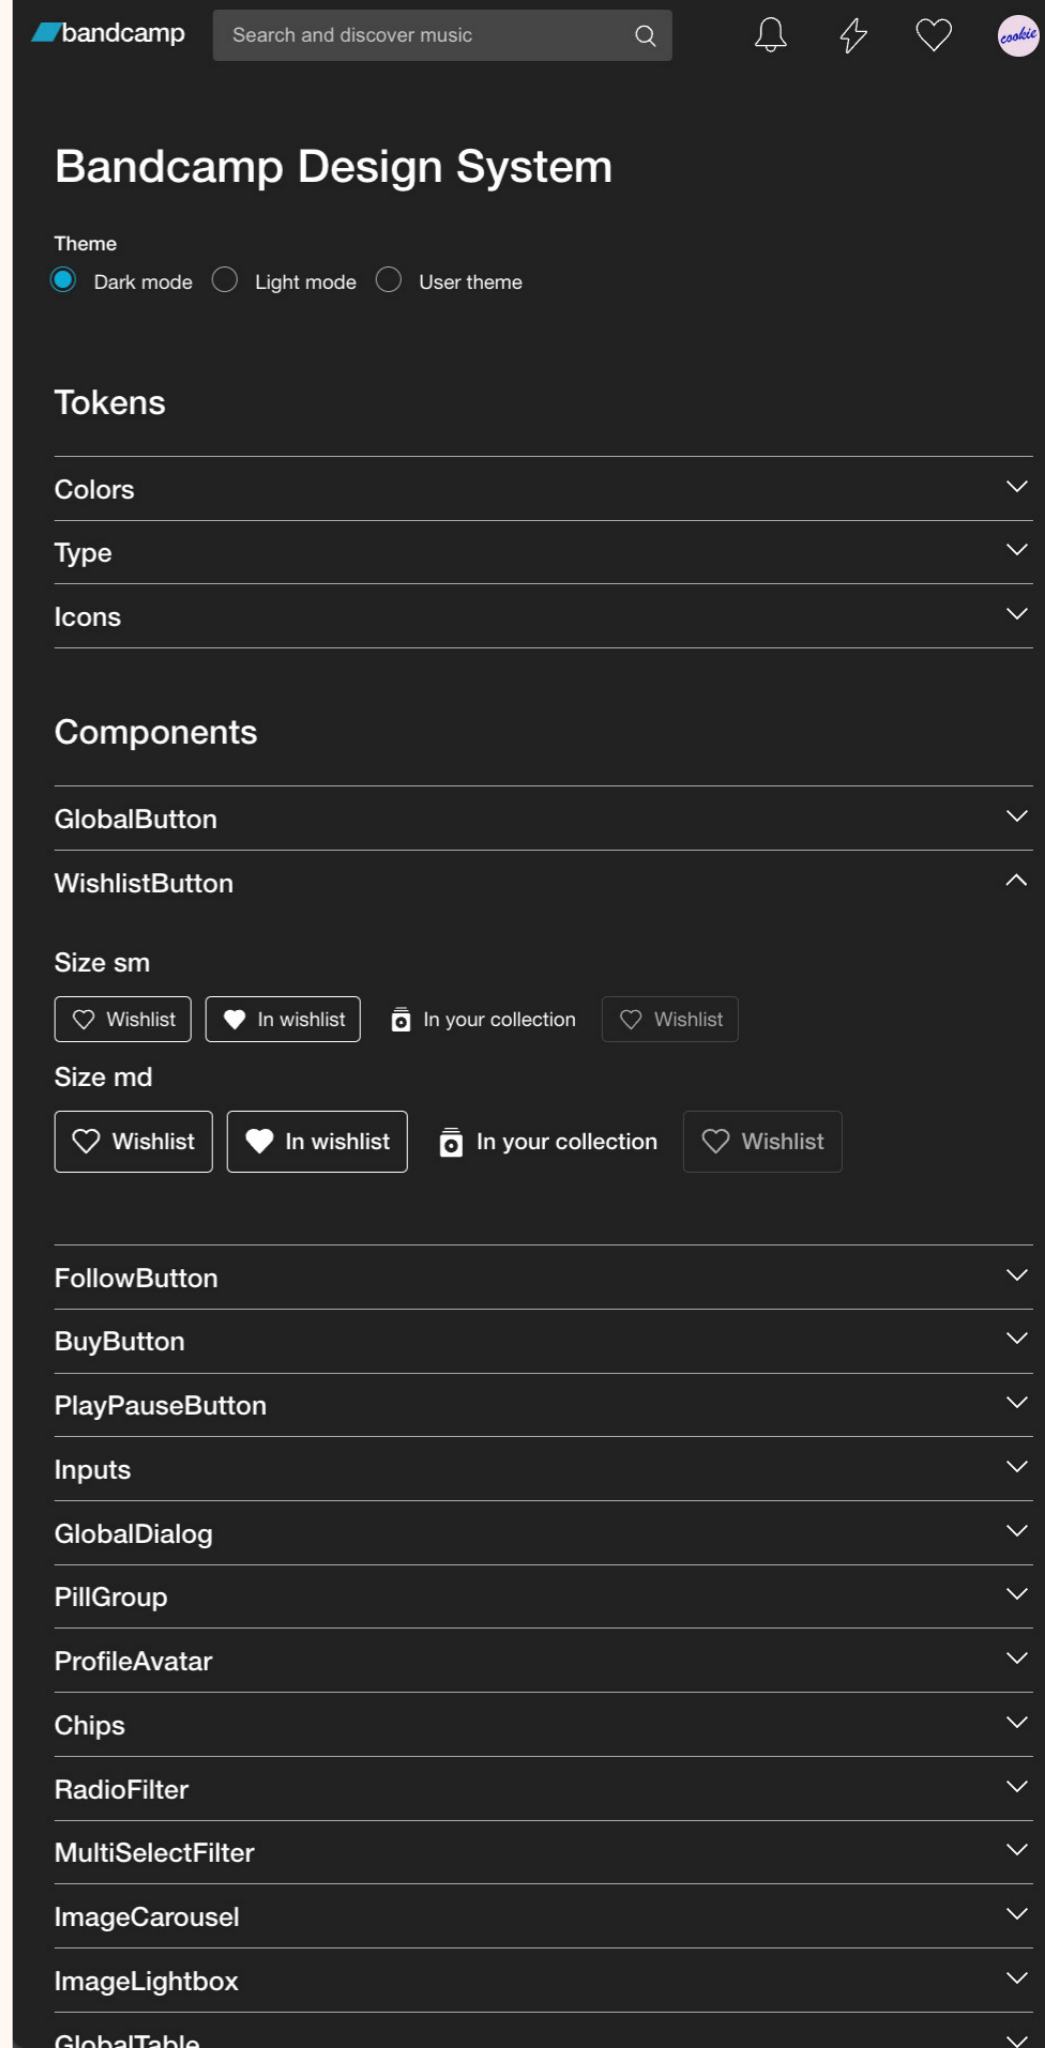 bandcamp
Search and discover music
cookie
Bandcamp Design System
Theme
Dark mode Light mode User theme
Tokens
Colors
Type
Icons
Components
GlobalButton
WishlistButton
Size sm
Wishlist In wishlist In your collection Wishlist
Size md
Wishlist In wishlist In your collection Wishlist
FollowButton
BuyButton
PlayPauseButton
Inputs
GlobalDialog
PillGroup
ProfileAvatar
Chips
RadioFilter
MultiSelectFilter
ImageCarousel
ImageLightbox
GlobalTable